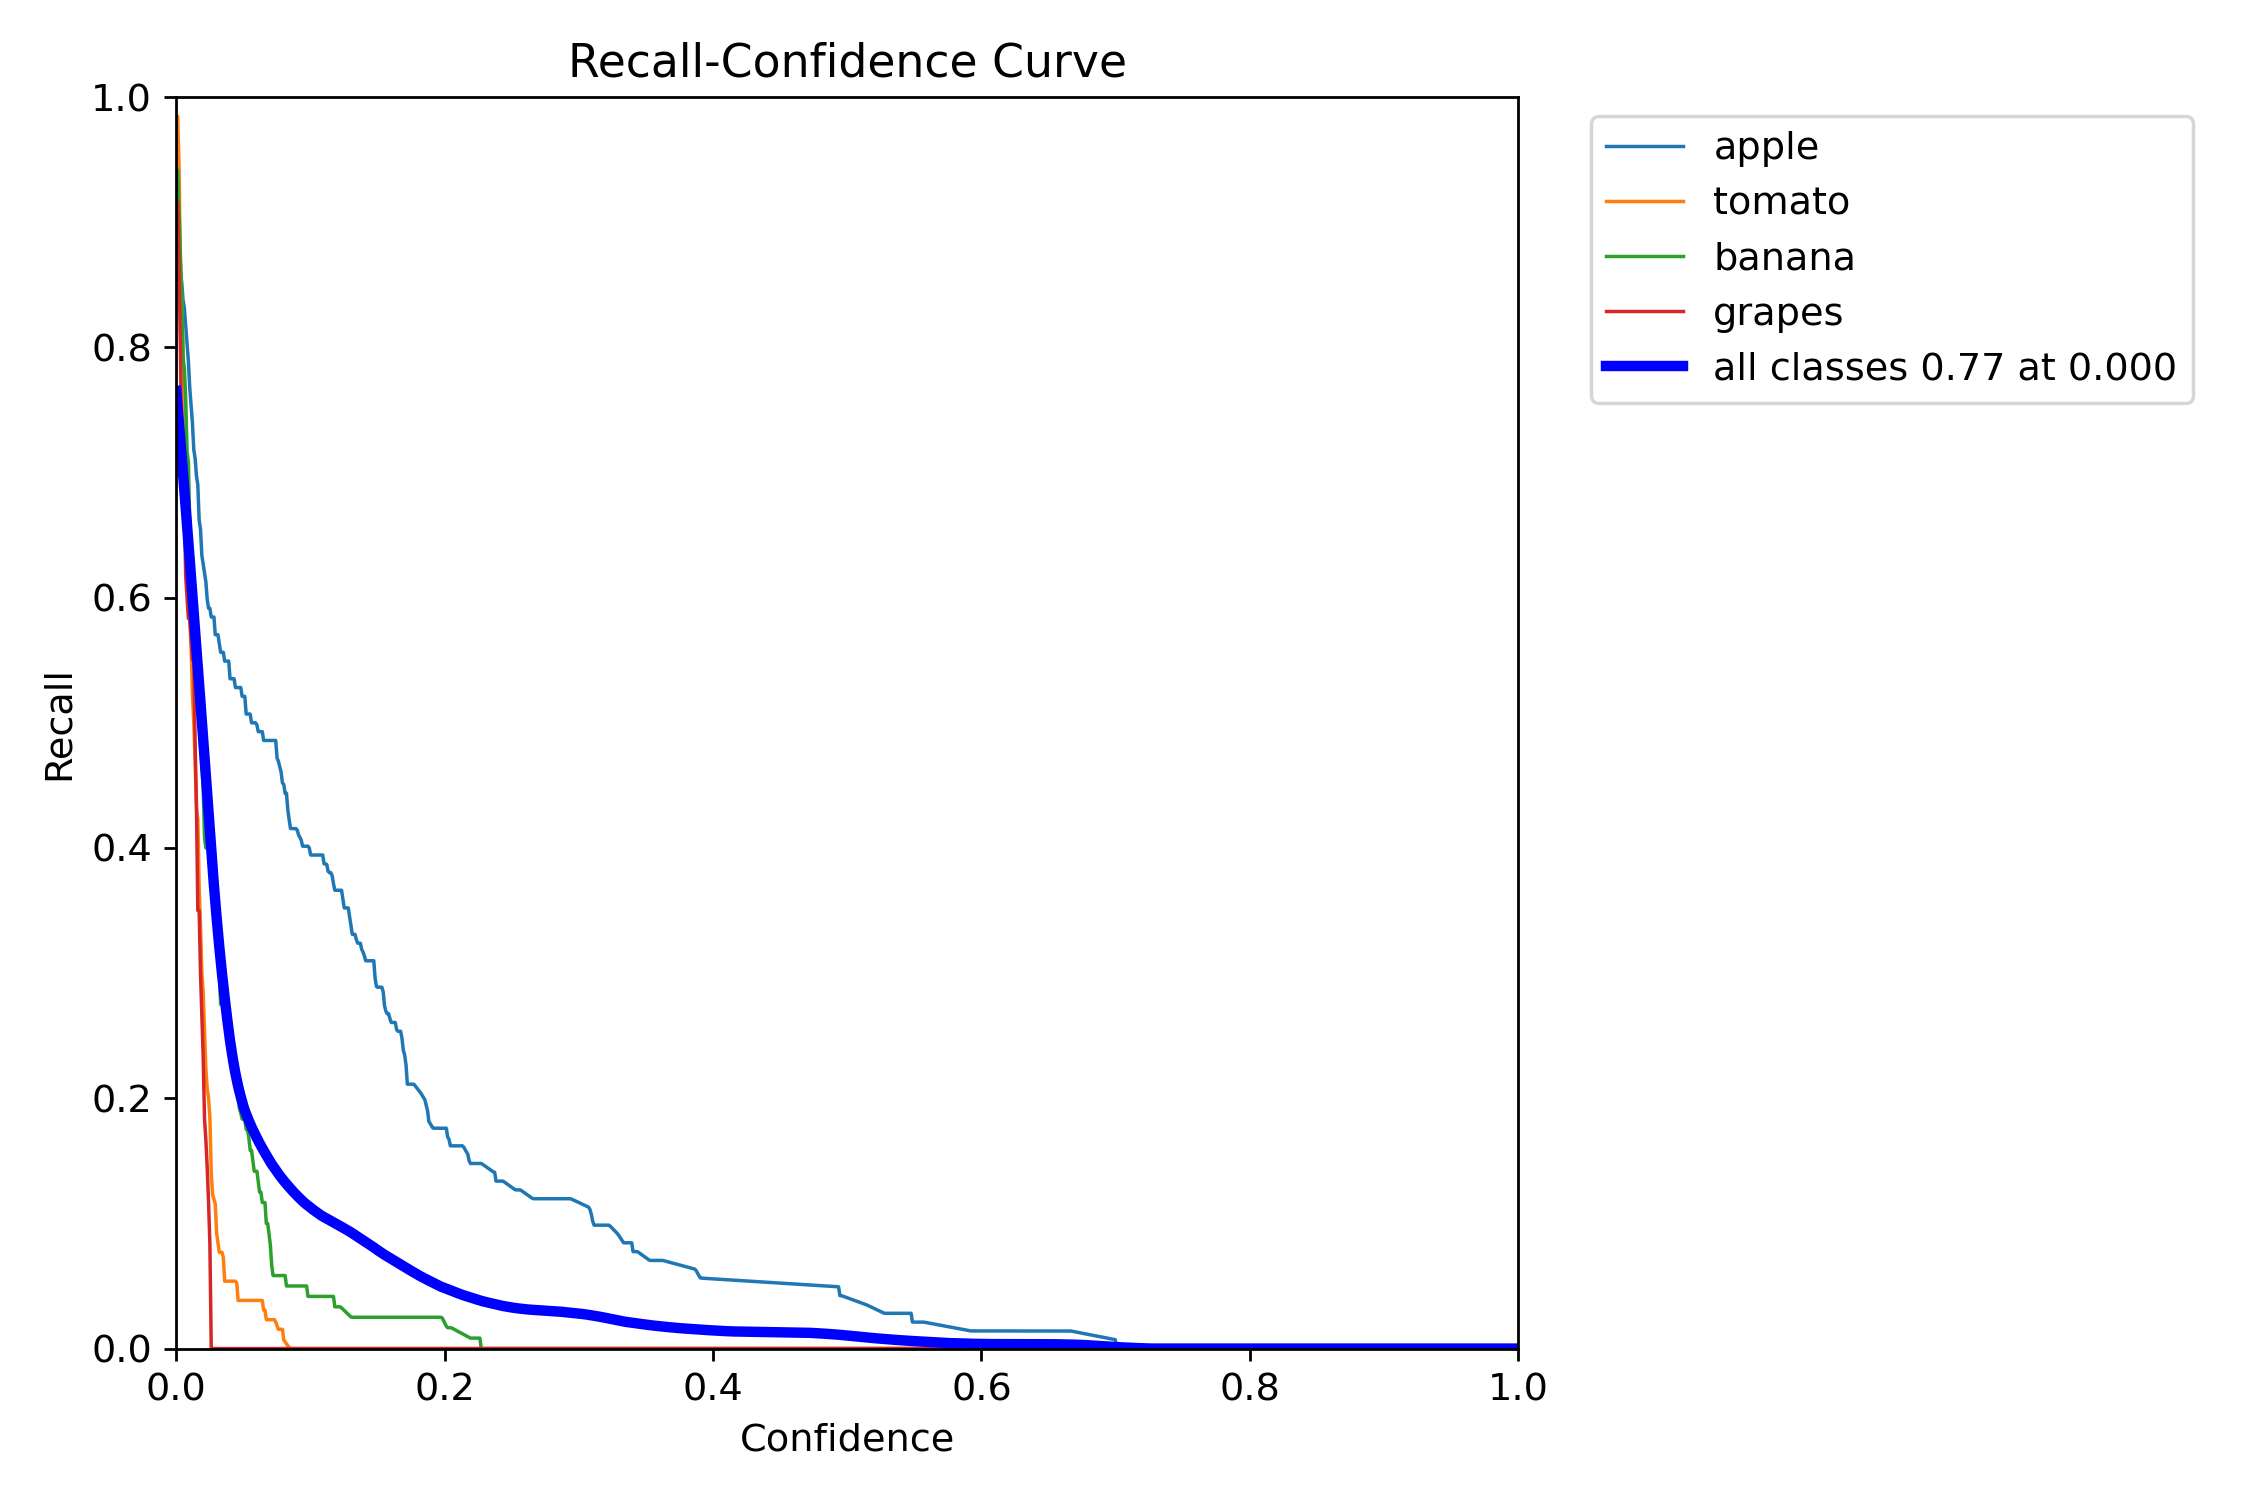 Recall-Confidence Curve
1.0
0.8
0.6
0.4
0.2
0.0
Recall
0.0 0.2 0.4 0.6 0.8 1.0
Confidence
apple
tomato
banana
grapes
all classes 0.77 at 0.000